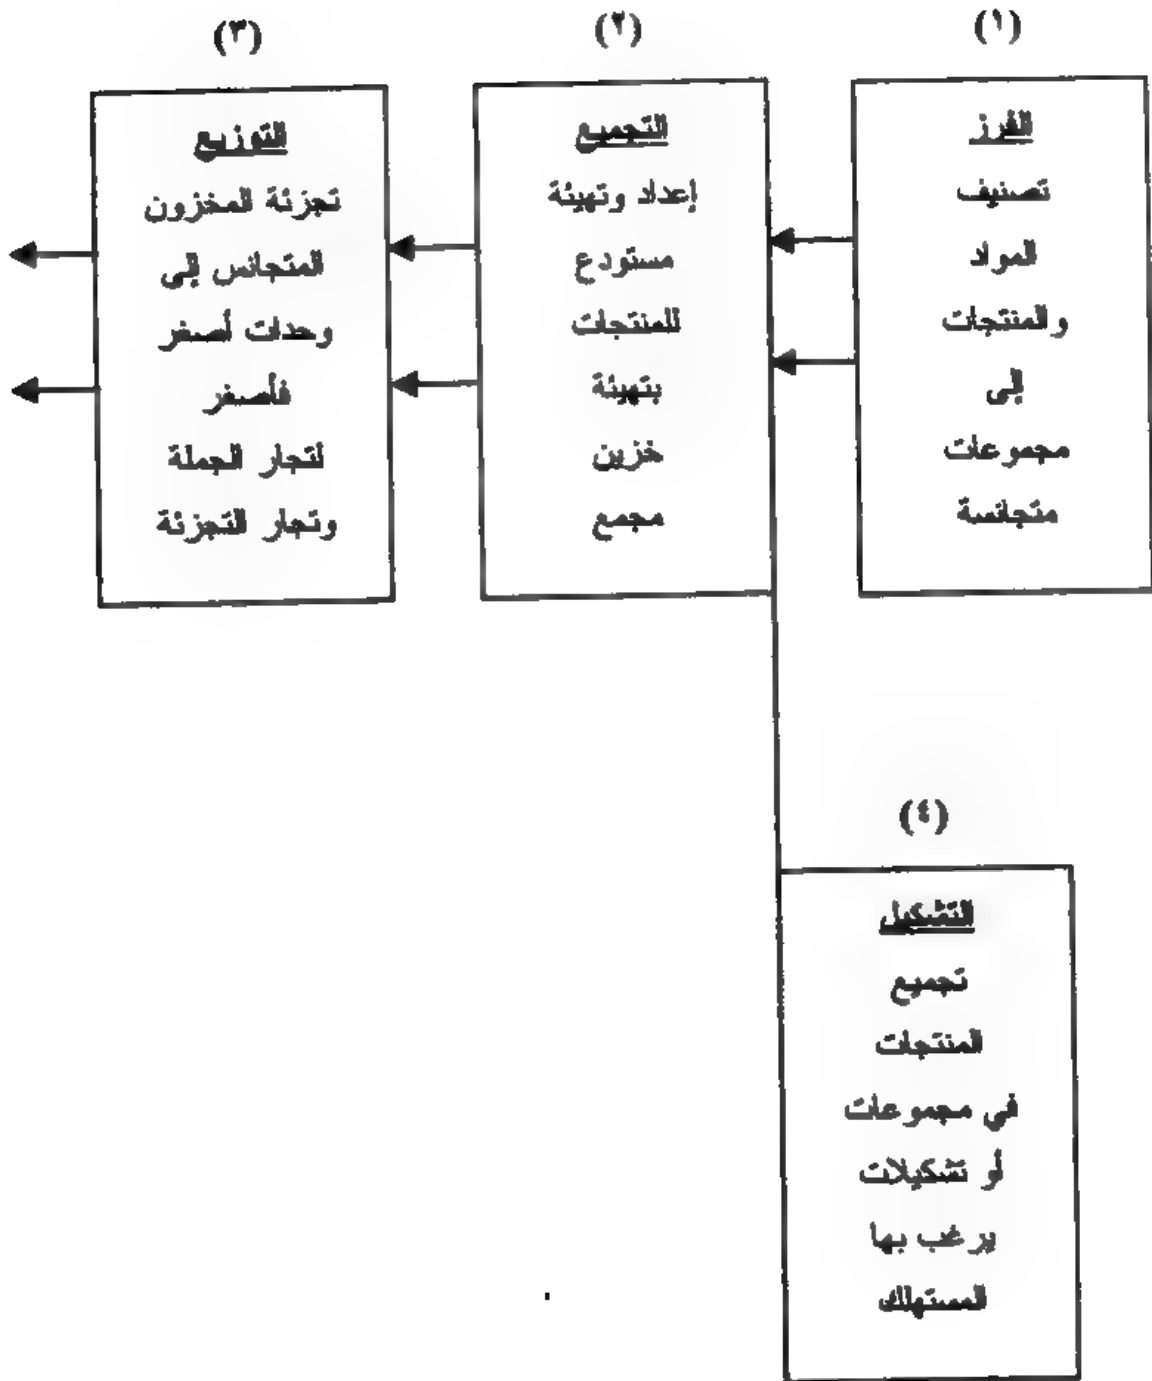 (١)
الفرز
تصنيف
المواد
والمنتجات
إلى
مجموعات
متجانسة
(٢)
التجميع
إعداد وتهيئة
مستودع
للمنتجات
بتهيئة
خزين
مجمع
(٣)
التوزيع
تجزئة المخزون
المتجانس إلى
وحدات أصغر
فأصغر
لتجار الجملة
وتجار التجزئة
(٤)
التشكيل
تجميع
المنتجات
في مجموعات
أو تشكيلات
يرغب بها
المستهلك